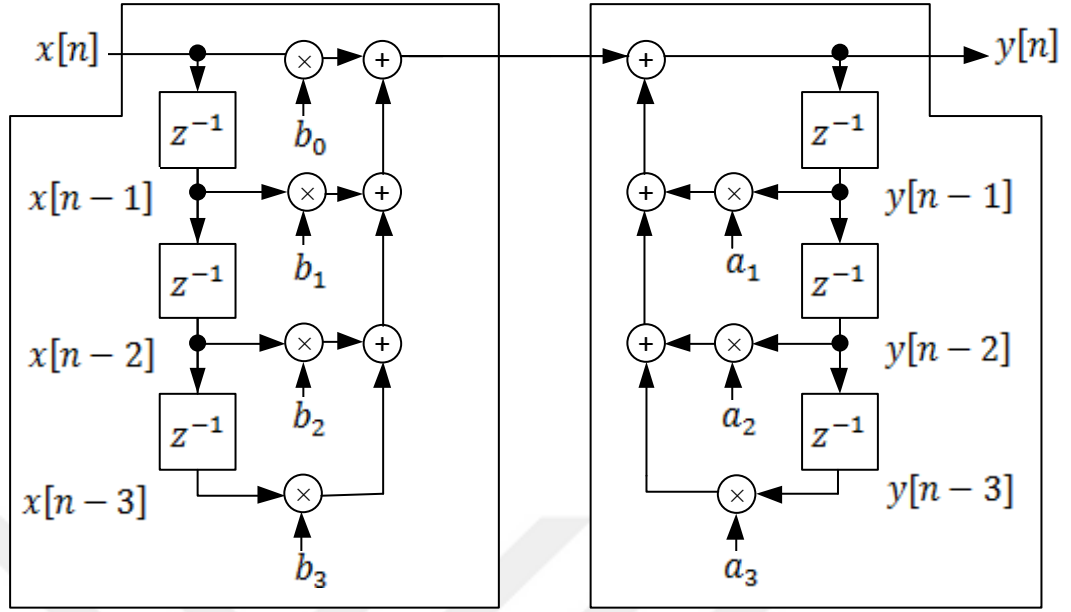 x[n] × + + y[n]
z⁻¹ z⁻¹
b₀
x[n − 1] × + + × y[n − 1]
b₁ a₁
z⁻¹ z⁻¹
x[n − 2] × + + × y[n − 2]
b₂ a₂
z⁻¹ z⁻¹
x[n − 3] × × y[n − 3]
b₃ a₃